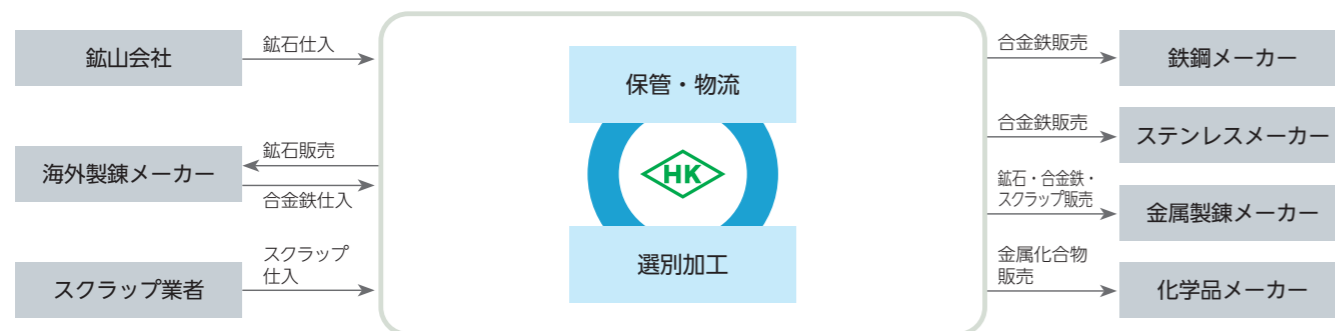 鉱山会社
鉱石仕入
海外製錬メーカー
鉱石販売
合金鉄仕入
スクラップ業者
スクラップ
仕入
保管・物流
HK
選別加工
合金鉄販売
鉄鋼メーカー
合金鉄販売
ステンレスメーカー
鉱石・合金鉄・
スクラップ販売
金属製錬メーカー
金属化合物
販売
化学品メーカー